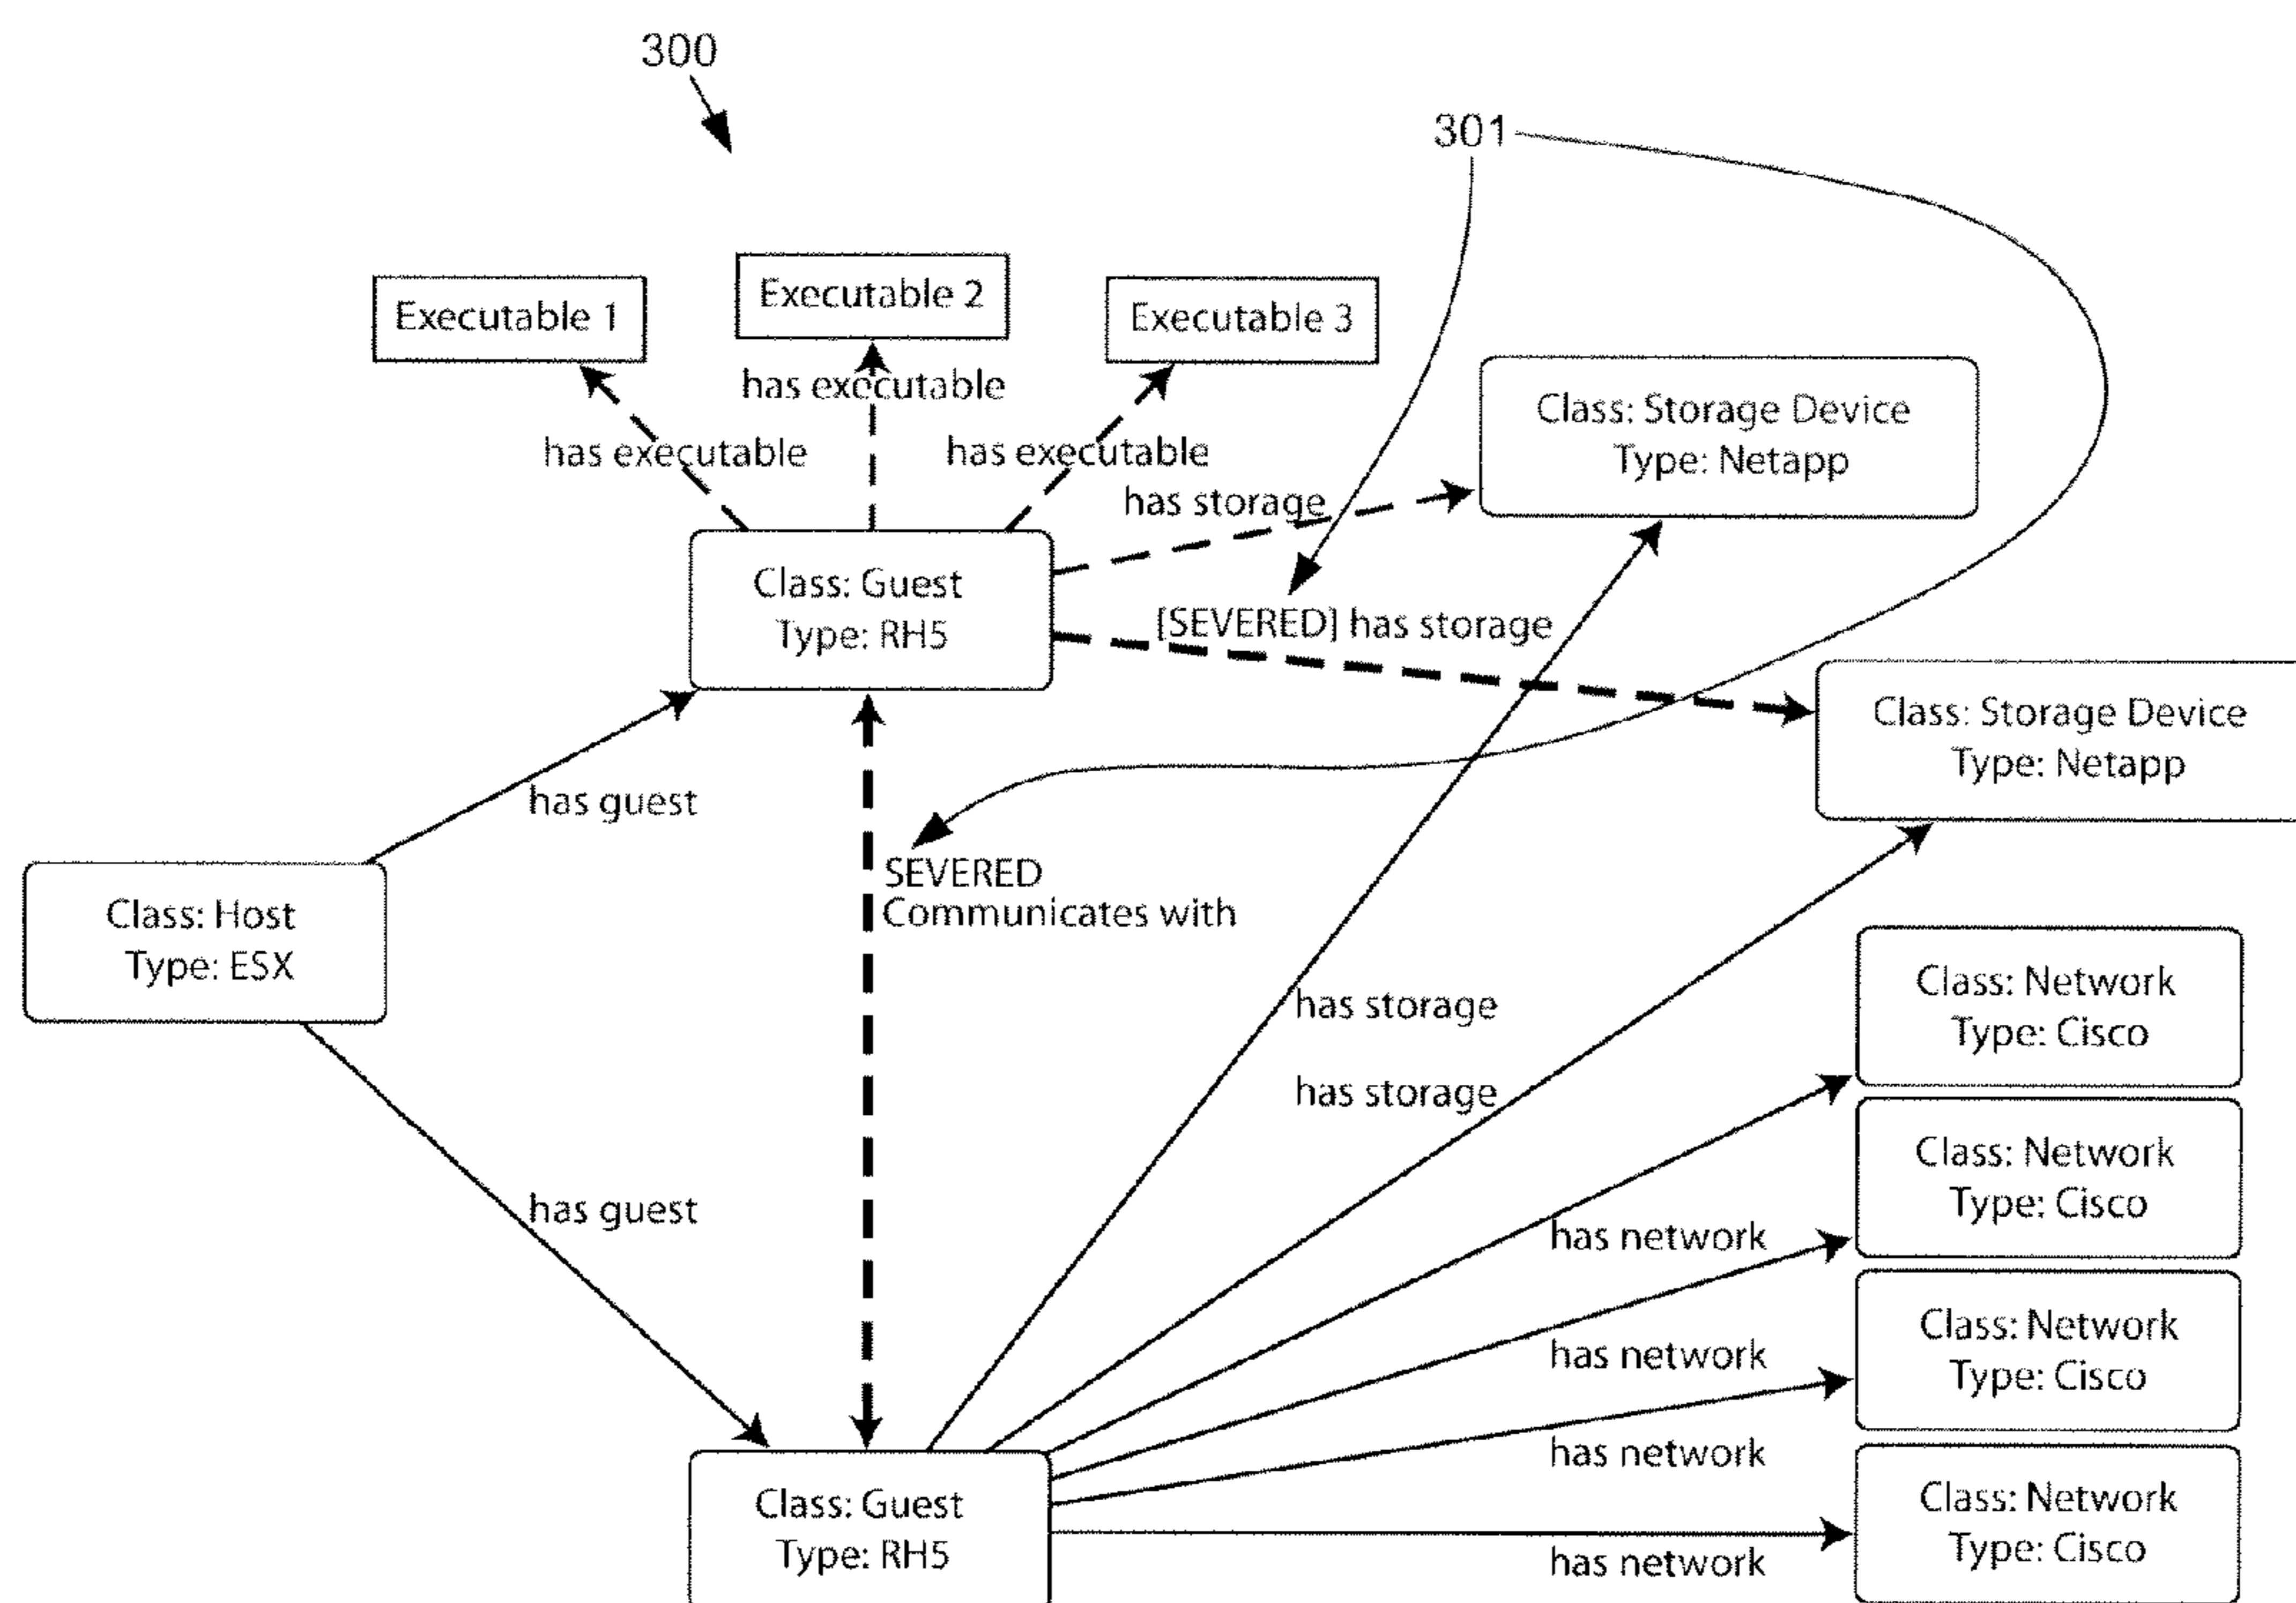 300
301
Executable 1
Executable 2
Executable 3
has executable
has executable
has executable
Class: Storage Device
Type: Netapp
has storage
Class: Guest
Type: RH5
[SEVERED] has storage
Class: Storage Device
Type: Netapp
has guest
SEVERED
Communicates with
Class: Host
Type: ESX
has storage
Class: Network
Type: Cisco
has storage
Class: Network
Type: Cisco
has guest
has network
has network
Class: Network
Type: Cisco
has network
Class: Guest
Type: RH5
Class: Network
Type: Cisco
has network